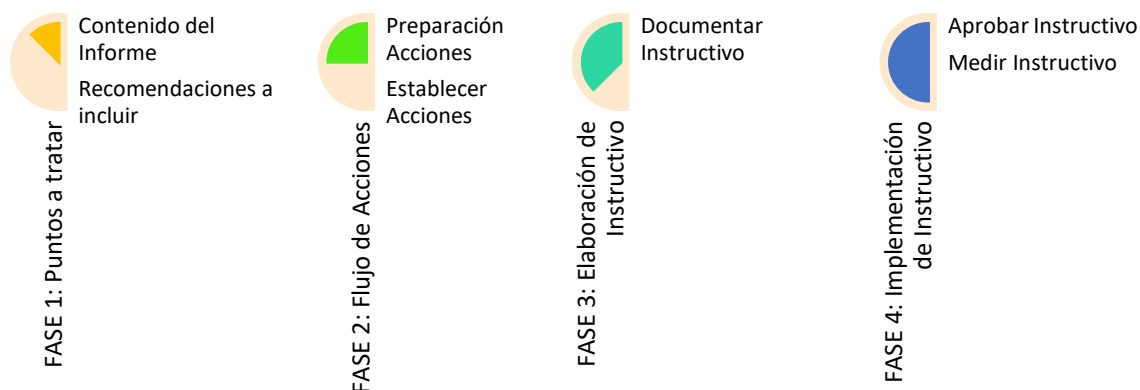 Contenido del
Informe
Recomendaciones a
incluir
FASE 1: Puntos a tratar
Preparación
Acciones
Establecer
Acciones
FASE 2: Flujo de Acciones
Documentar
Instructivo
FASE 3: Elaboración de
Instructivo
Aprobar Instructivo
Medir Instructivo
FASE 4: Implementación
de Instructivo